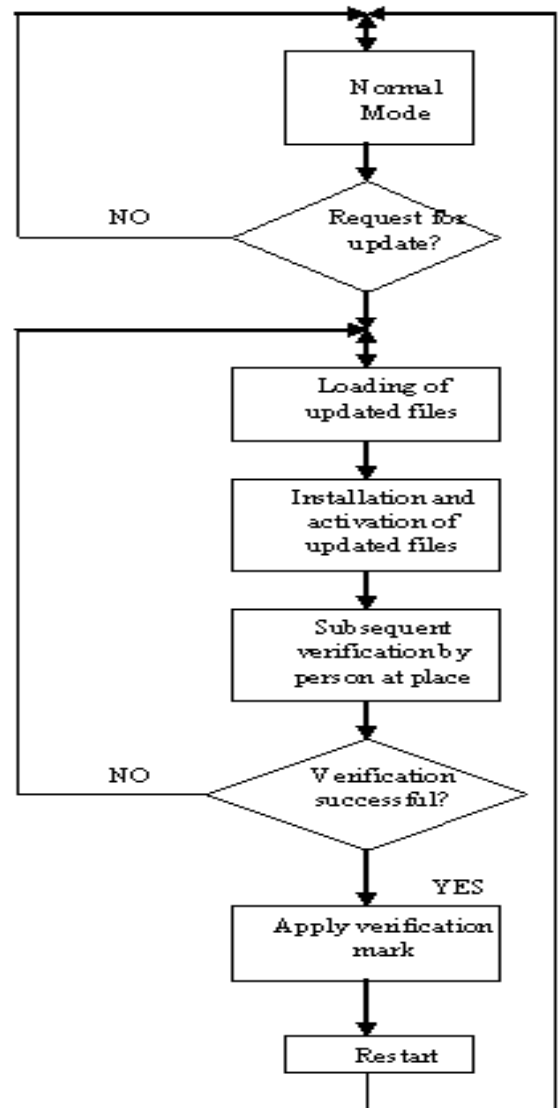 Normal
Mode
NO
Request for
update?
Loading of
updated files
Installation and
activation of
updated files
Subsequent
verification by
person at place
NO
Verification
successful?
YES
Apply verification
mark
Restart